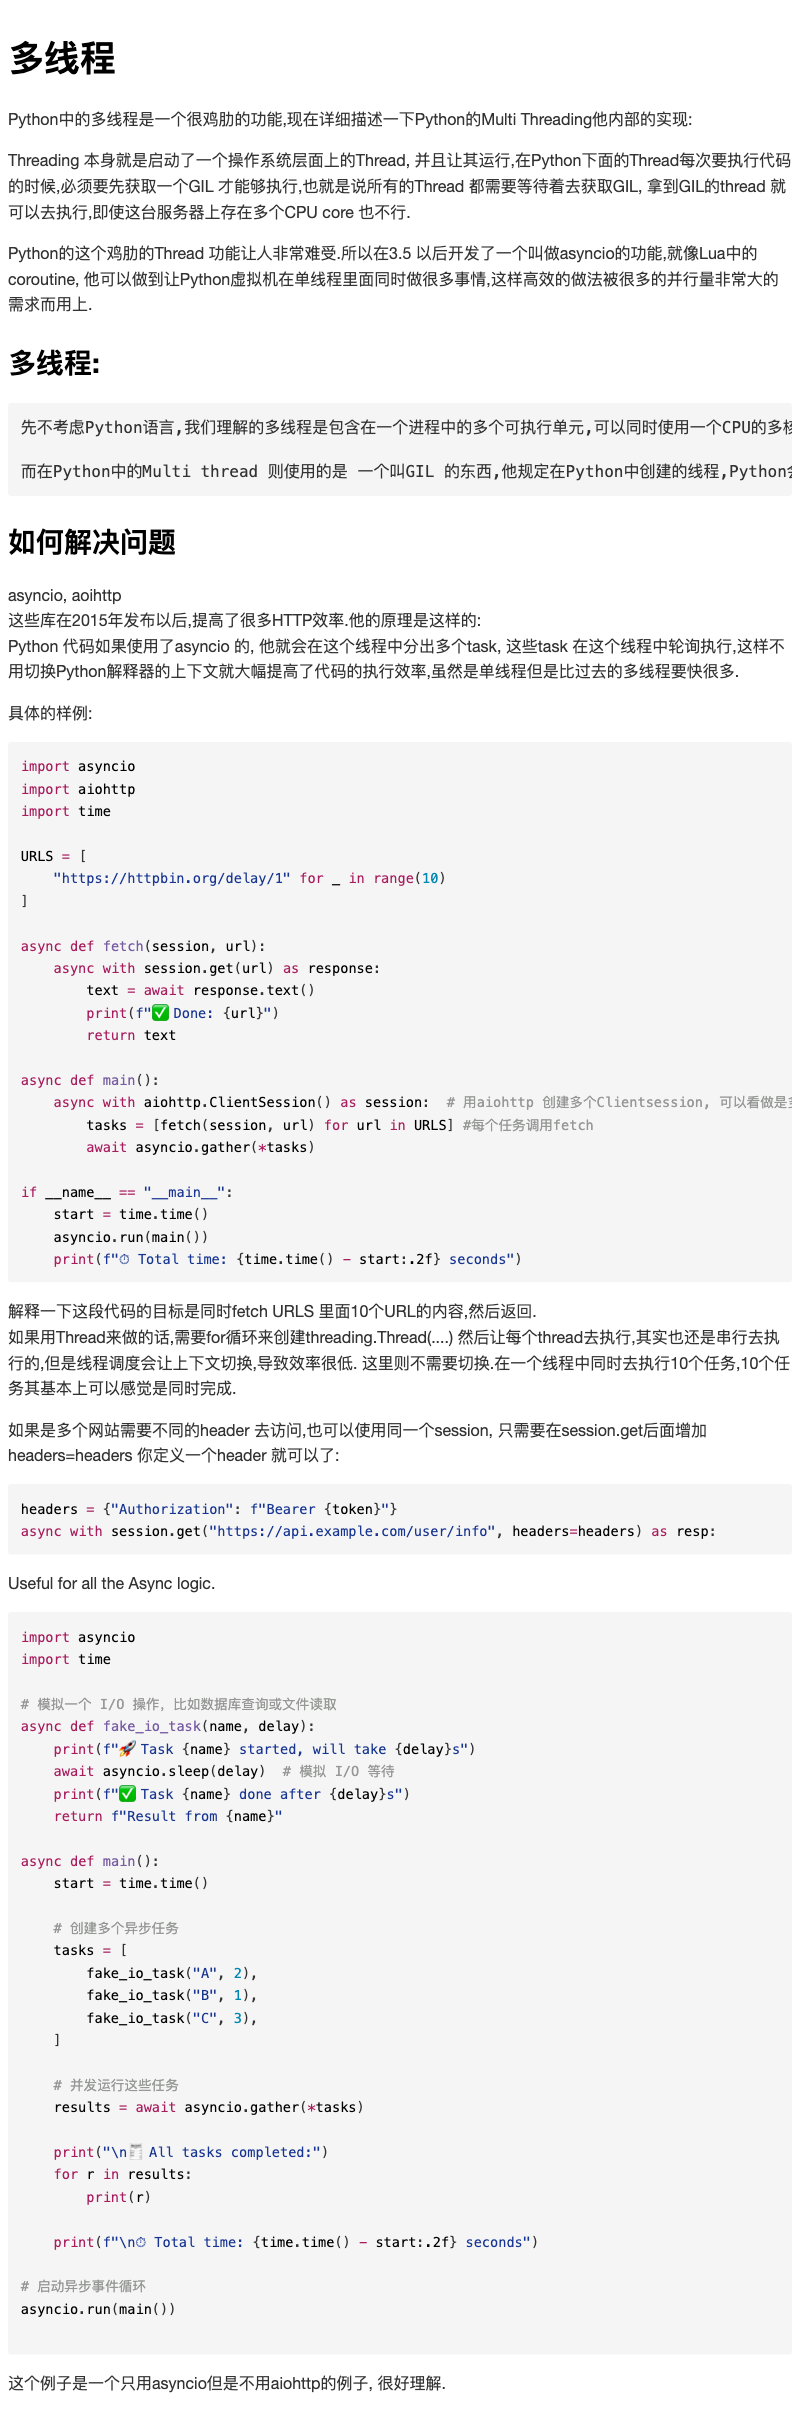 多线程
Python中的多线程是一个很鸡肋的功能,现在详细描述一下Python的Multi Threading他内部的实现:
Threading 本身就是启动了一个操作系统层面上的Thread, 并且让其运行,在Python下面的Thread每次要执行代码
的时候,必须要先获取一个GIL 才能够执行,也就是说所有的Thread 都需要等待着去获取GIL, 拿到GIL的thread 就
可以去执行,即使这台服务器上存在多个CPU core 也不行.
Python的这个鸡肋的Thread 功能让人非常难受.所以在3.5 以后开发了一个叫做asyncio的功能,就像Lua中的
coroutine, 他可以做到让Python虚拟机在单线程里面同时做很多事情,这样高效的做法被很多的并行量非常大的
需求而用上.
多线程:
先不考虑Python语言,我们理解的多线程是包含在一个进程中的多个可执行单元,可以同时使用一个CPU的多核
而在Python中的Multi thread 则使用的是 一个叫GIL 的东西,他规定在Python中创建的线程,Python会
如何解决问题
asyncio, aoihttp
这些库在2015年发布以后,提高了很多HTTP效率.他的原理是这样的:
Python 代码如果使用了asyncio 的, 他就会在这个线程中分出多个task, 这些task 在这个线程中轮询执行,这样不
用切换Python解释器的上下文就大幅提高了代码的执行效率,虽然是单线程但是比过去的多线程要快很多.
具体的样例:
import asyncio
import aiohttp
import time
URLS = [
    "https://httpbin.org/delay/1" for _ in range(10)
]
async def fetch(session, url):
    async with session.get(url) as response:
        text = await response.text()
        print(f"✅ Done: {url}")
        return text
async def main():
    async with aiohttp.ClientSession() as session:  # 用aiohttp 创建多个Clientsession, 可以看做是
        tasks = [fetch(session, url) for url in URLS] #每个任务调用fetch
        await asyncio.gather(*tasks)
if __name__ == "__main__":
    start = time.time()
    asyncio.run(main())
    print(f"⏱ Total time: {time.time() - start:.2f} seconds")
解释一下这段代码的目标是同时fetch URLS 里面10个URL的内容,然后返回.
如果用Thread来做的话,需要for循环来创建threading.Thread(....) 然后让每个thread去执行,其实也还是串行去执
行的,但是线程调度会让上下文切换,导致效率很低. 这里则不需要切换.在一个线程中同时去执行10个任务,10个任
务其基本上可以感觉是同时完成.
如果是多个网站需要不同的header 去访问,也可以使用同一个session, 只需要在session.get后面增加
headers=headers 你定义一个header 就可以了:
headers = {"Authorization": f"Bearer {token}"}
async with session.get("https://api.example.com/user/info", headers=headers) as resp:
Useful for all the Async logic.
import asyncio
import time
# 模拟一个 I/O 操作，比如数据库查询或文件读取
async def fake_io_task(name, delay):
    print(f"🚀 Task {name} started, will take {delay}s")
    await asyncio.sleep(delay)  # 模拟 I/O 等待
    print(f"✅ Task {name} done after {delay}s")
    return f"Result from {name}"
async def main():
    start = time.time()
    # 创建多个异步任务
    tasks = [
        fake_io_task("A", 2),
        fake_io_task("B", 1),
        fake_io_task("C", 3),
    ]
    # 并发运行这些任务
    results = await asyncio.gather(*tasks)
    print("\n🧾 All tasks completed:")
    for r in results:
        print(r)
    print(f"\n⏱ Total time: {time.time() - start:.2f} seconds")
# 启动异步事件循环
asyncio.run(main())
这个例子是一个只用asyncio但是不用aiohttp的例子, 很好理解.